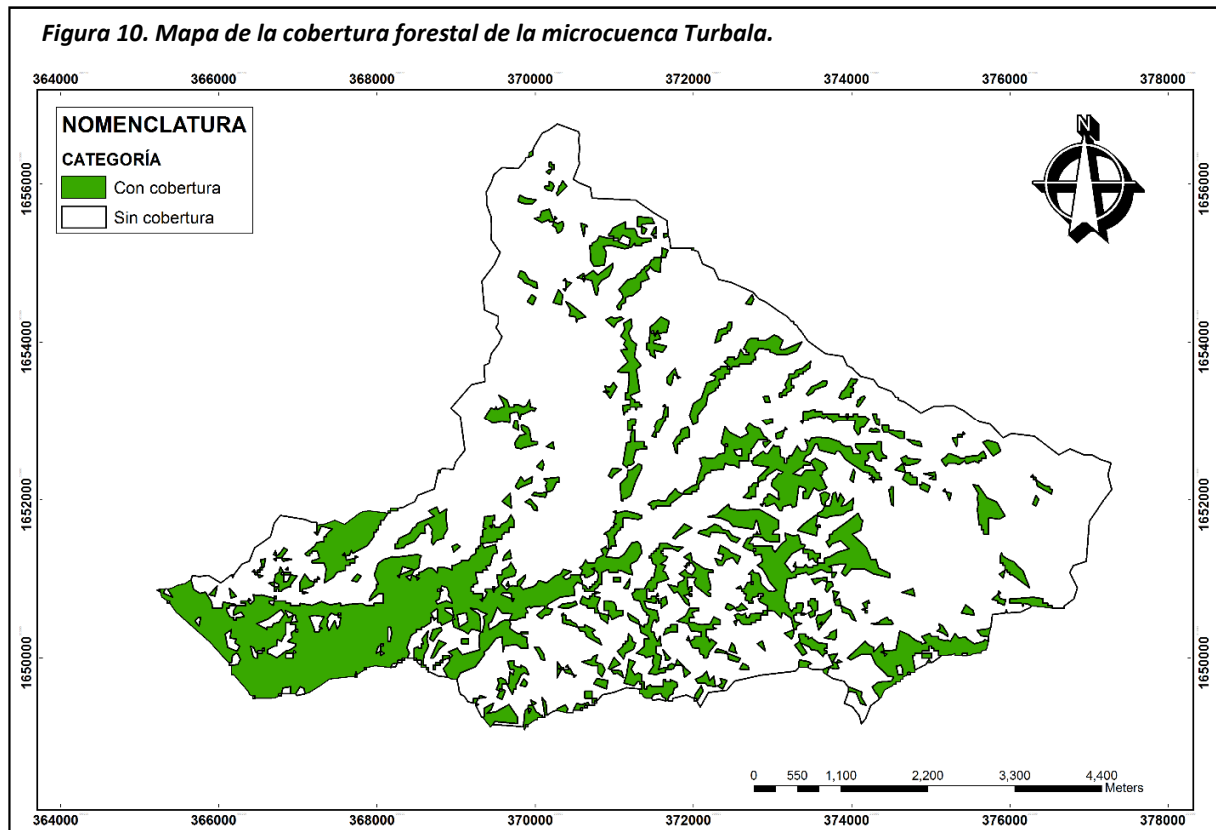 Figura 10. Mapa de la cobertura forestal de la microcuenca Turbala.
364000 366000 368000 370000 372000 374000 376000 378000
NOMENCLATURA
CATEGORÍA
Con cobertura
Sin cobertura
N
1656000 1656000
1654000 1654000
1652000 1652000
1650000 1650000
0 550 1,100 2,200 3,300 4,400
Meters
364000 366000 368000 370000 372000 374000 376000 378000